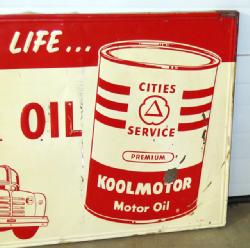 LIFE...
OIL
CITIES
SERVICE
PREMIUM
KOOLMOTOR
Motor Oil